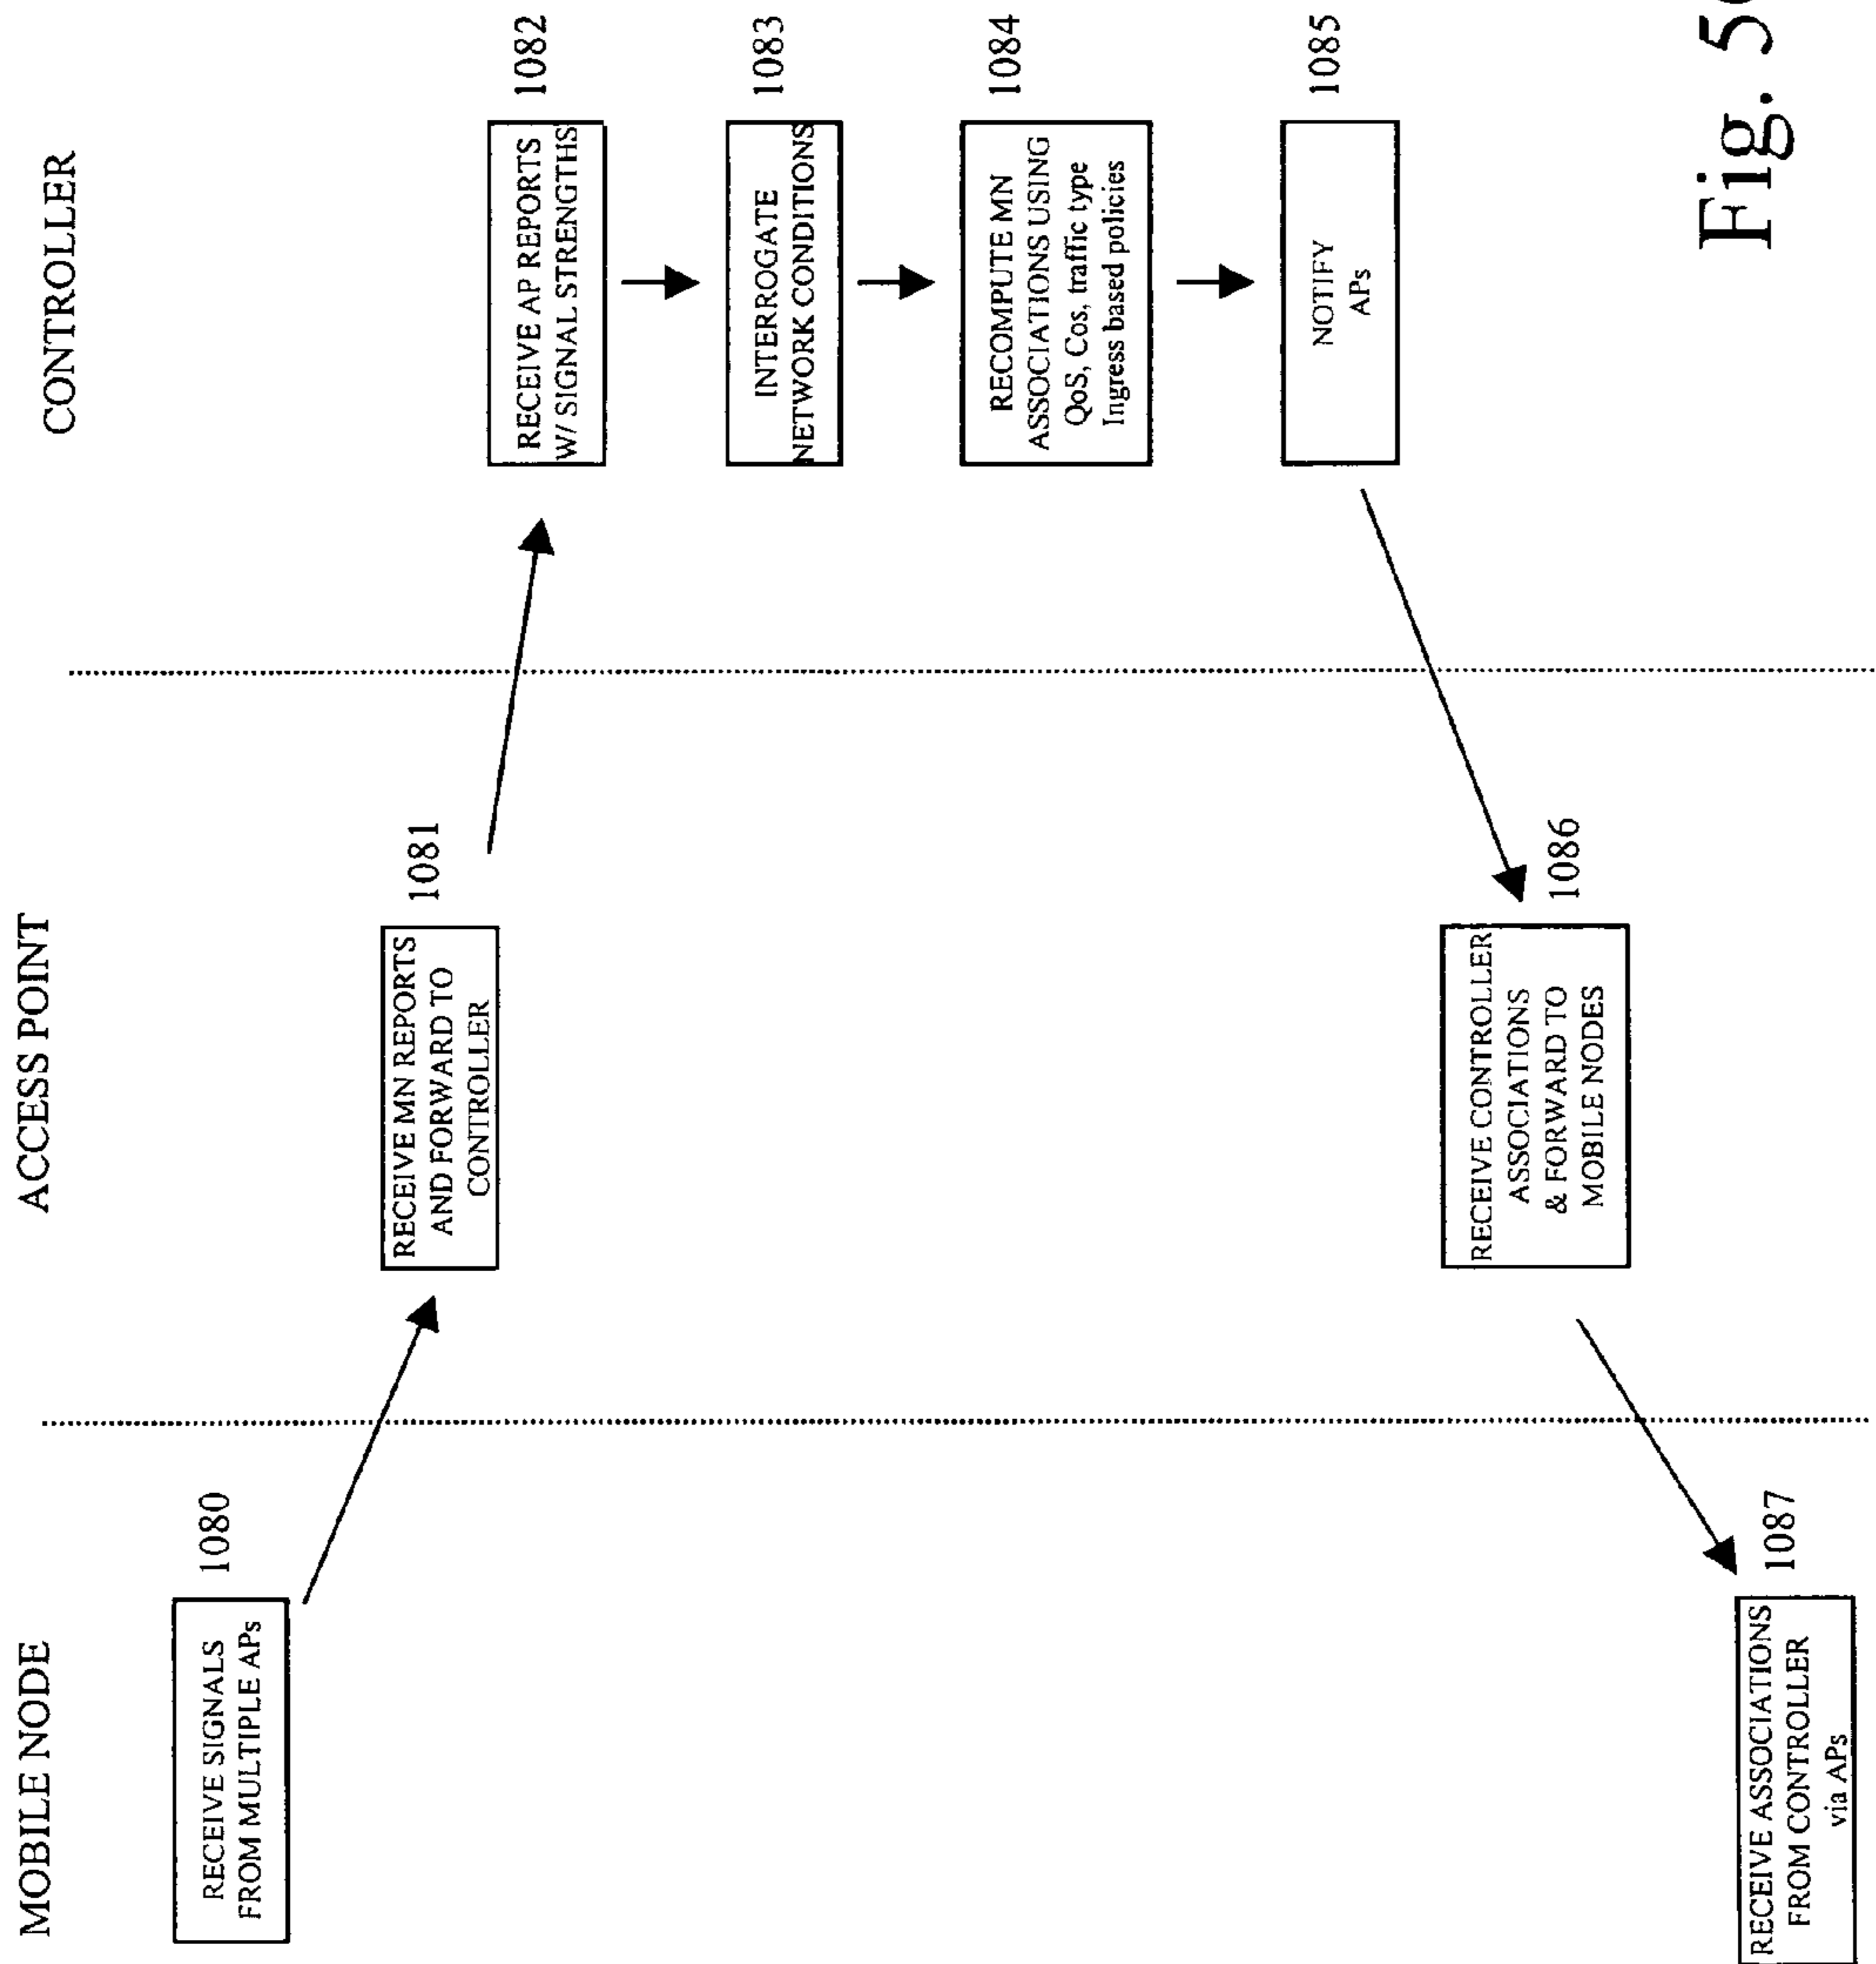 MOBILE NODE
ACCESS POINT
CONTROLLER
RECEIVE SIGNALS
FROM MULTIPLE APs
1080
RECEIVE MN REPORTS
AND FORWARD TO
CONTROLLER
1081
RECEIVE AP REPORTS
W/ SIGNAL STRENGTHS
1082
INTERROGATE
NETWORK CONDITIONS
1083
RECOMPUTE MN
ASSOCIATIONS USING
QoS, Cos, traffic type
Ingress based policies
1084
NOTIFY
APs
1085
RECEIVE CONTROLLER
ASSOCIATIONS
& FORWARD TO
MOBILE NODES
1086
RECEIVE ASSOCIATIONS
FROM CONTROLLER
via APs
1087
Fig.